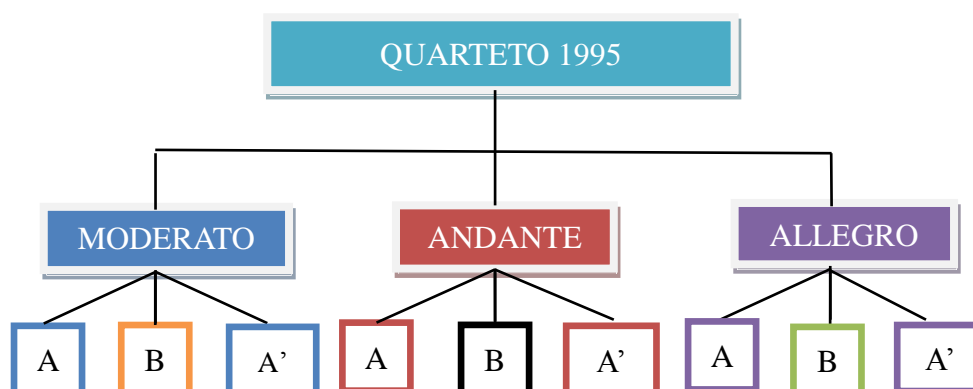 QUARTETO 1995
MODERATO
ANDANTE
ALLEGRO
A
B
A’
A
B
A’
A
B
A’